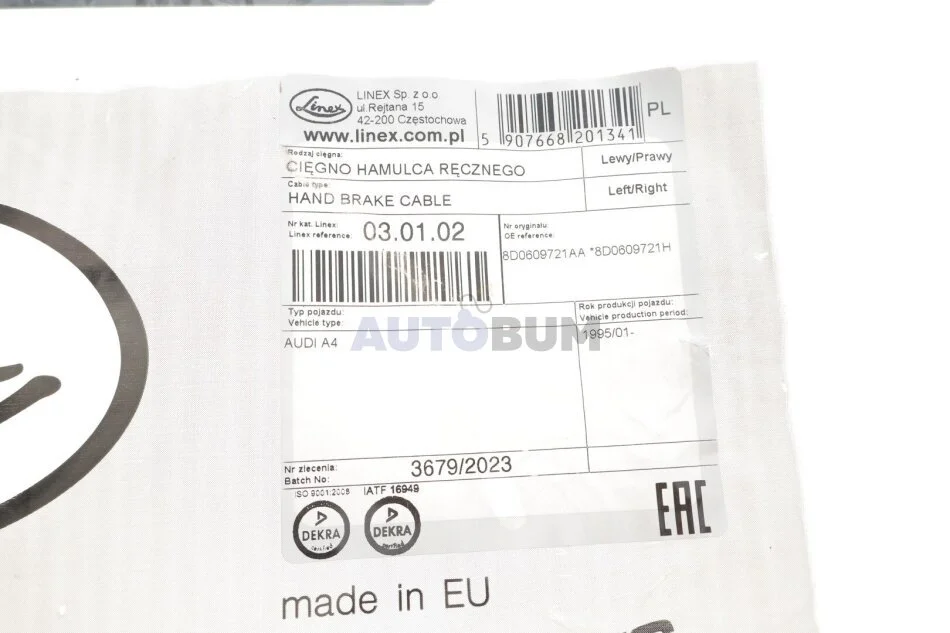 Linex
LINEX Sp. z o.o
ul.Rejtana 15
42-200 Częstochowa
www.linex.com.pl
5 907668 201341
PL
Rodzaj cięgna:
CIĘGNO HAMULCA RĘCZNEGO
Lewy/Prawy
Cable type:
HAND BRAKE CABLE
Left/Right
Nr kat. Linex:
Linex reference:
03.01.02
Nr oryginału:
OE reference:
8D0609721AA *8D0609721H
Typ pojazdu:
Vehicle type:
Rok produkcji pojazdu:
Vehicle production period:
AUTOBUM
AUDI A4
1995/01-
Nr zlecenia:
Batch No:
3679/2023
ISO 9001:2008
IATF 16949
DEKRA
certified
DEKRA
certified
EAC
made in EU